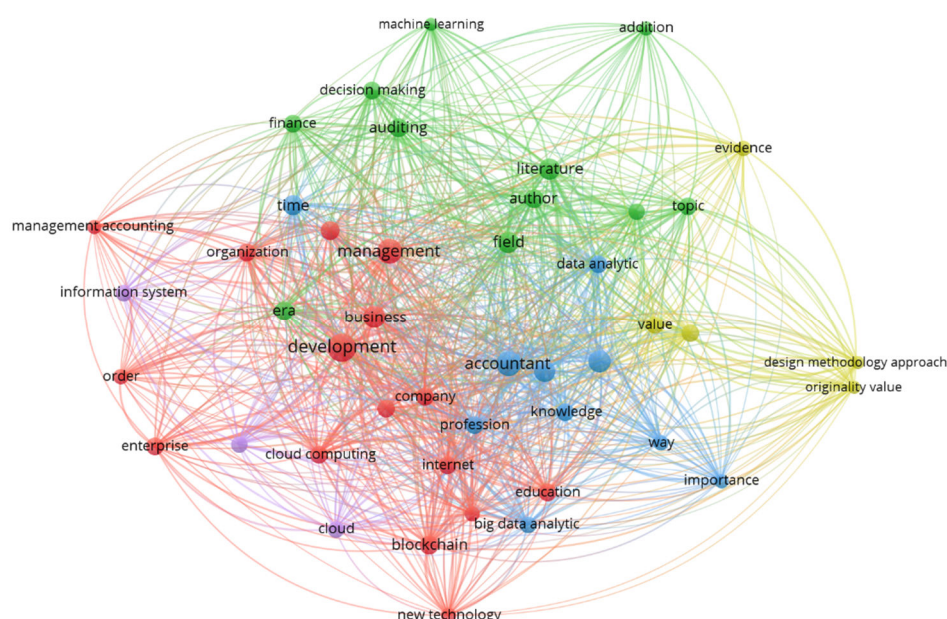 machine learning
addition
decision making
finance
auditing
evidence
literature
author
time
topic
management accounting
field
organization
management
data analytic
information system
era
business
value
development
accountant
design methodology approach
order
originality value
company
knowledge
profession
enterprise
way
cloud computing
internet
importance
education
cloud
big data analytic
blockchain
new technology